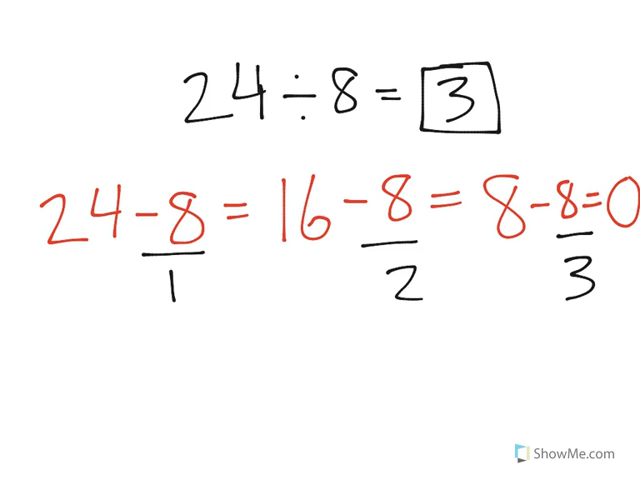 24 ÷ 8 = 3
24 - 8 = 16 - 8 = 8 - 8 = 0
1 2 3
ShowMe.com